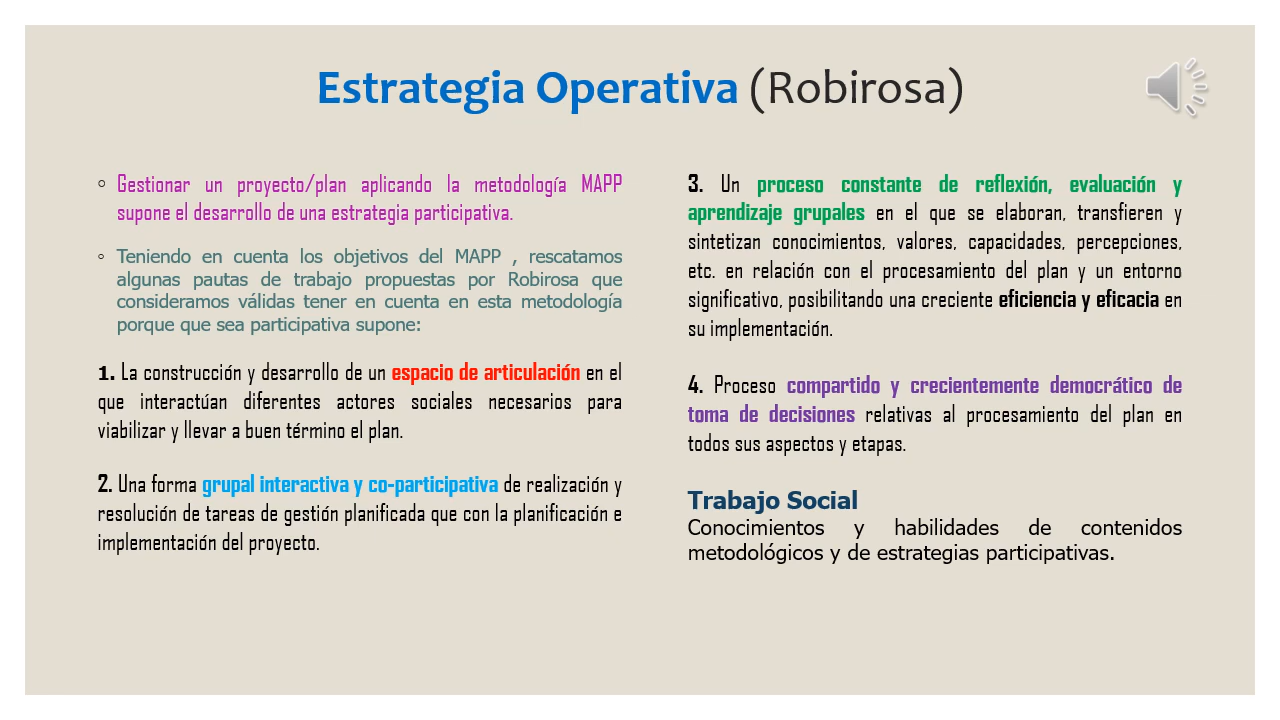 Estrategia Operativa (Robirosa)
◦ Gestionar un proyecto/plan aplicando la metodología MAPP
supone el desarrollo de una estrategia participativa.
◦ Teniendo en cuenta los objetivos del MAPP , rescatamos
algunas pautas de trabajo propuestas por Robirosa que
consideramos válidas tener en cuenta en esta metodología
porque que sea participativa supone:
1. La construcción y desarrollo de un espacio de articulación en el
que interactúan diferentes actores sociales necesarios para
viabilizar y llevar a buen término el plan.
2. Una forma grupal interactiva y co-participativa de realización y
resolución de tareas de gestión planificada que con la planificación e
implementación del proyecto.
3. Un proceso constante de reflexión, evaluación y
aprendizaje grupales en el que se elaboran, transfieren y
sintetizan conocimientos, valores, capacidades, percepciones,
etc. en relación con el procesamiento del plan y un entorno
significativo, posibilitando una creciente eficiencia y eficacia en
su implementación.
4. Proceso compartido y crecientemente democrático de
toma de decisiones relativas al procesamiento del plan en
todos sus aspectos y etapas.
Trabajo Social
Conocimientos y habilidades de contenidos
metodológicos y de estrategias participativas.